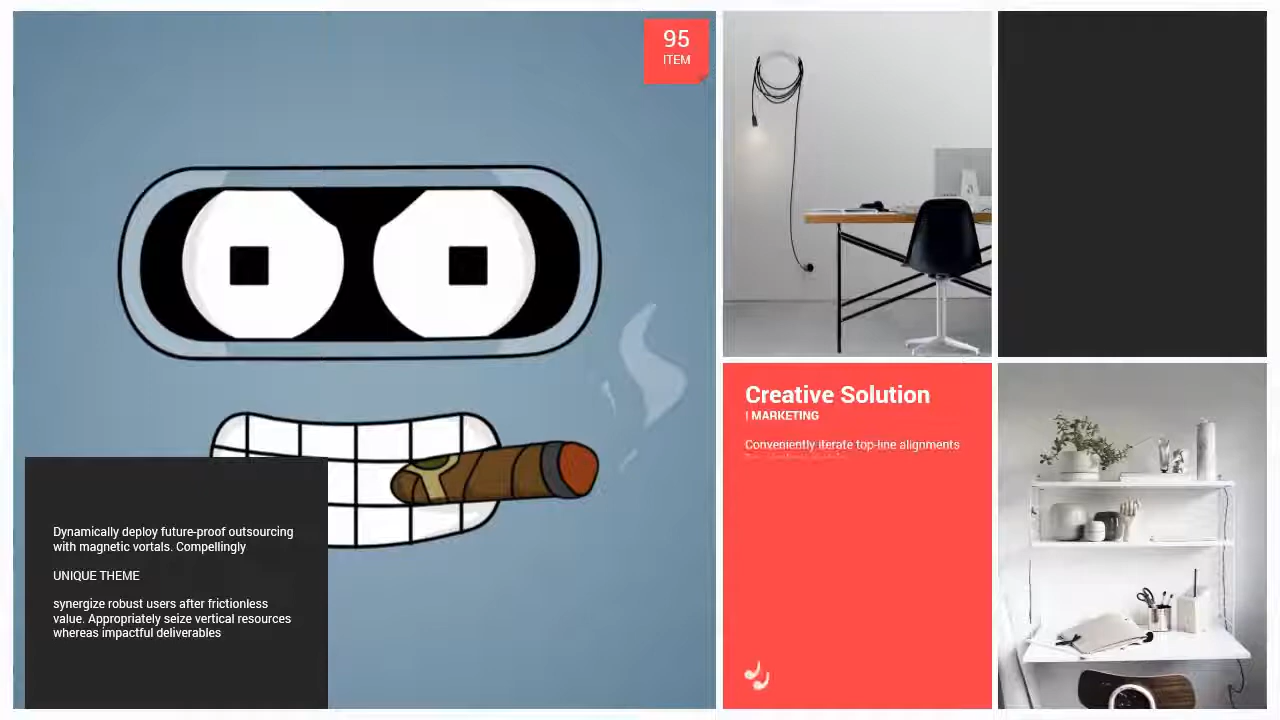 95
ITEM
Creative Solution
| MARKETING
Conveniently iterate top-line alignments
Dynamically deploy future-proof outsourcing
with magnetic vortals. Compellingly
UNIQUE THEME
synergize robust users after frictionless
value. Appropriately seize vertical resources
whereas impactful deliverables